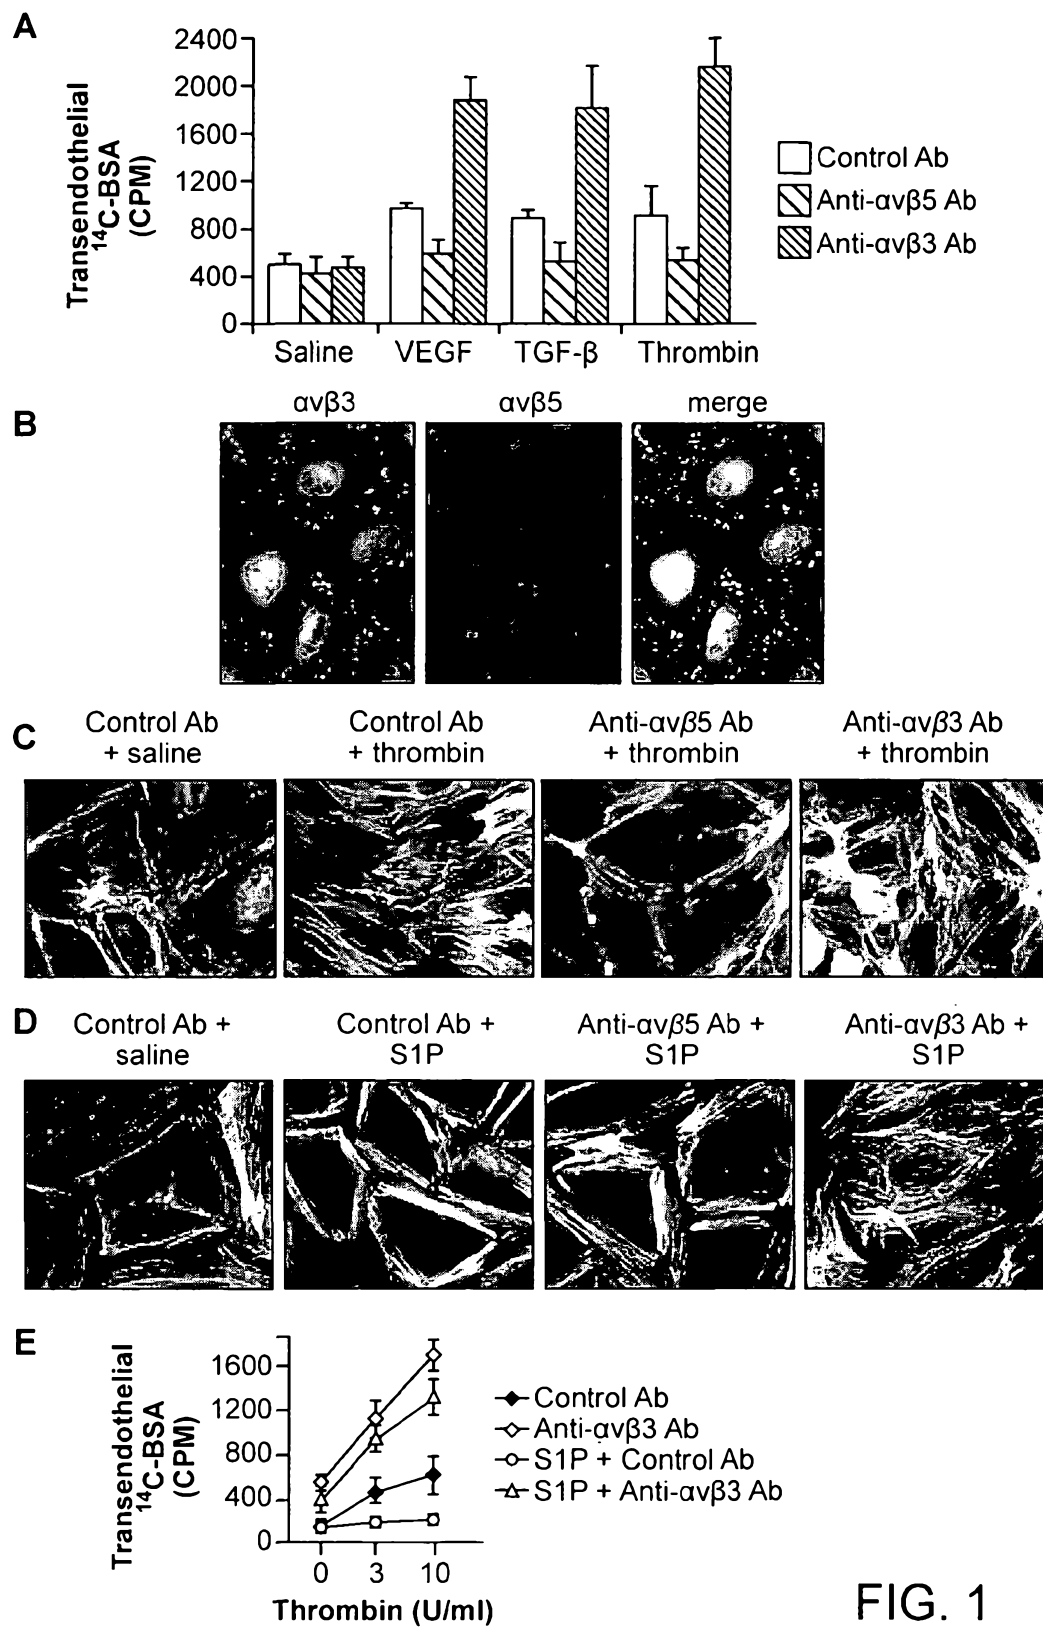 A
Transendothelial
14C-BSA
(CPM)
2400
2000
1600
1200
800
400
0
Saline
VEGF
TGF-β
Thrombin
Control Ab
Anti-αvβ5 Ab
Anti-αvβ3 Ab
B
αvβ3
αvβ5
merge
C
Control Ab
+ saline
Control Ab
+ thrombin
Anti-αvβ5 Ab
+ thrombin
Anti-αvβ3 Ab
+ thrombin
D
Control Ab +
saline
Control Ab +
S1P
Anti-αvβ5 Ab +
S1P
Anti-αvβ3 Ab +
S1P
E
Transendothelial
14C-BSA
(CPM)
1600
1200
800
400
0
0 3 10
Thrombin (U/ml)
Control Ab
Anti-αvβ3 Ab
S1P + Control Ab
S1P + Anti-αvβ3 Ab
FIG. 1